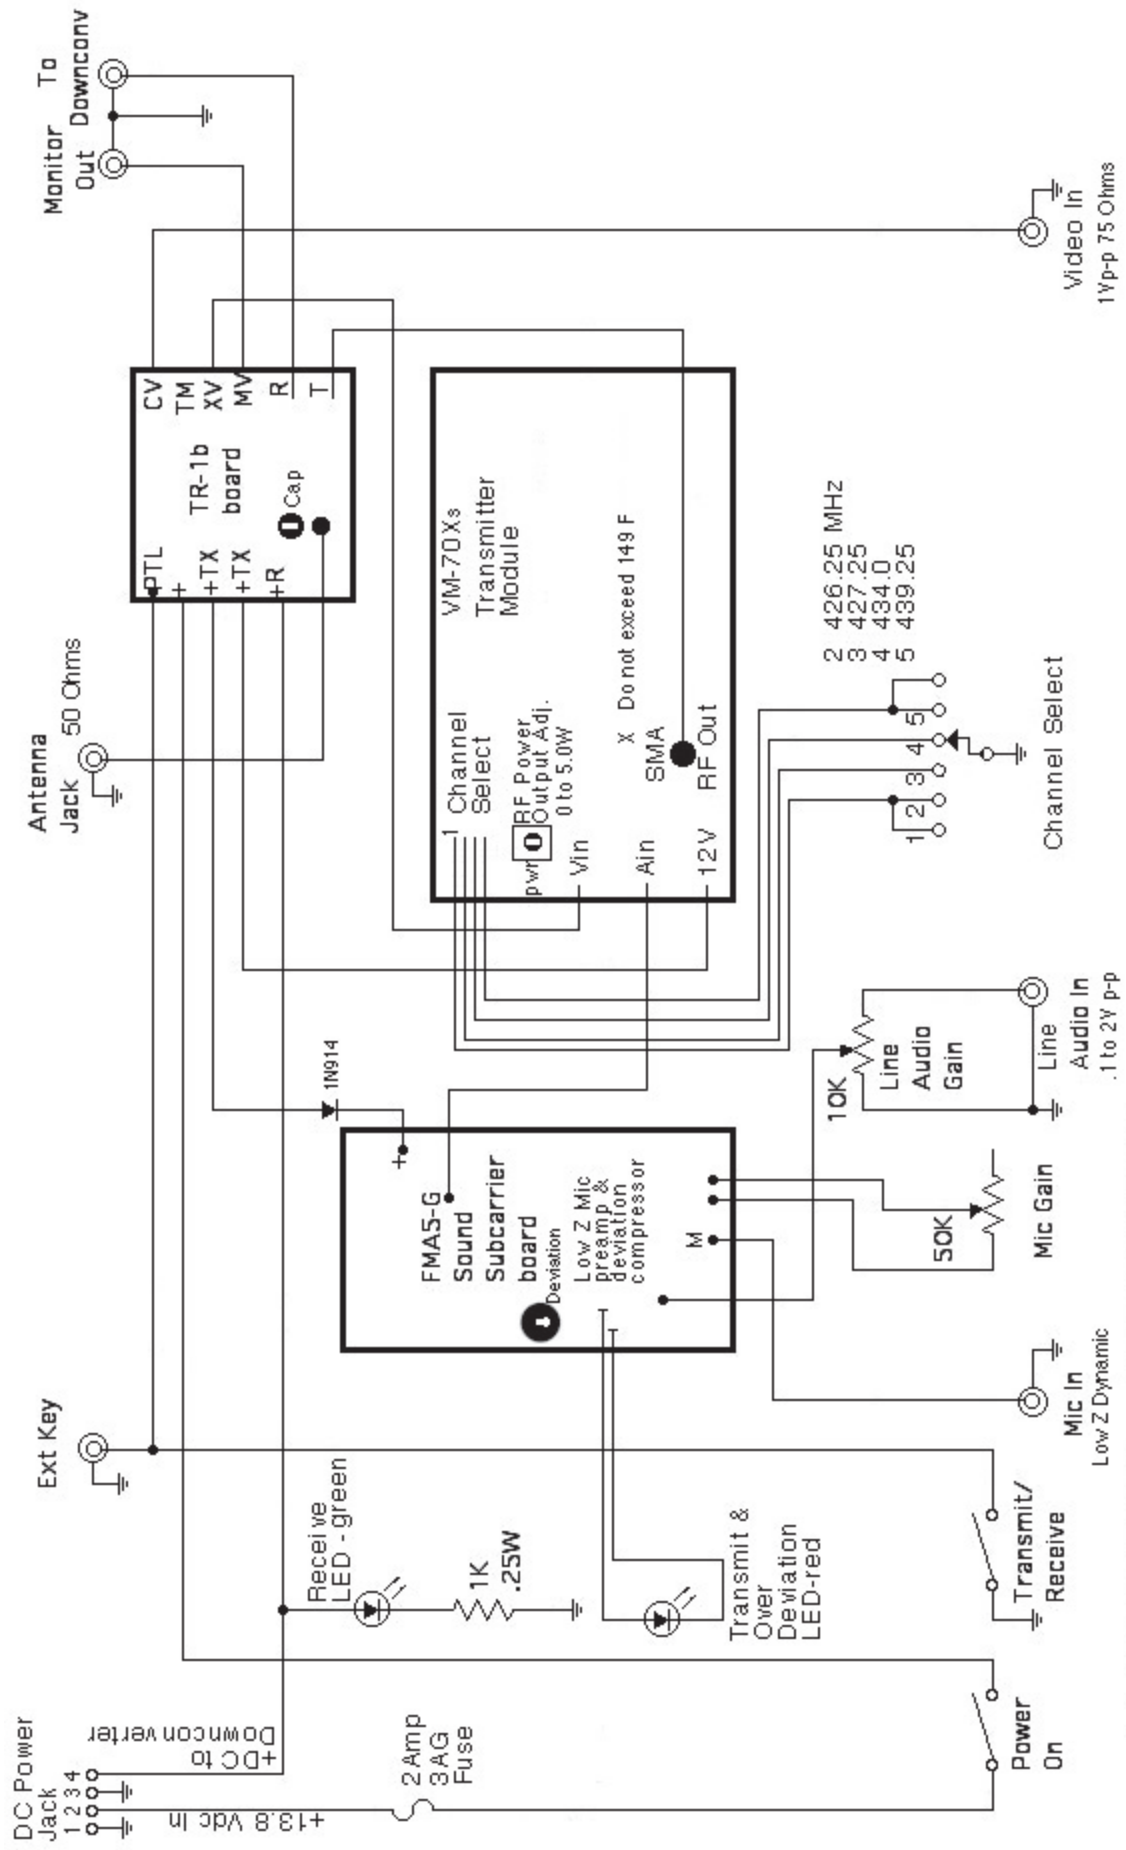 DC Power
Jack
1 2 3 4
+13.8 Vdc In
+DC to
Downconverter
2Amp
3AG
Fuse
Power
On
Receive
LED - green
1K
.25W
Transmit &
Over
Deviation
LED-red
Transmit/
Receive
Ext Key
Mic In
Low Z Dynamic
FMA5-G
Sound
Subcarrier
board
Deviation
Low Z Mic
preamp &
deviation
compressor
M
+
1N914
50K
Mic Gain
10K
Line
Audio
Gain
Line
Audio In
.1 to 2V p-p
Antenna
Jack
50 Ohms
PTL
+
+TX
+TX
+R
TR-1b
board
Cap
CV
TM
XV
MV
R
T
1 Channel
Select
VM-70Xs
Transmitter
Module
pwr
RF Power
Output Adj.
0 to 5.0W
Vin
Ain
12V
X Do not exceed 149 F
SMA
RF Out
1 2 3 4 5
2 426.25 MHz
3 427.25
4 434.0
5 439.25
Channel Select
Monitor
Out
To
Downconv
Video In
1Vp-p 75 Ohms